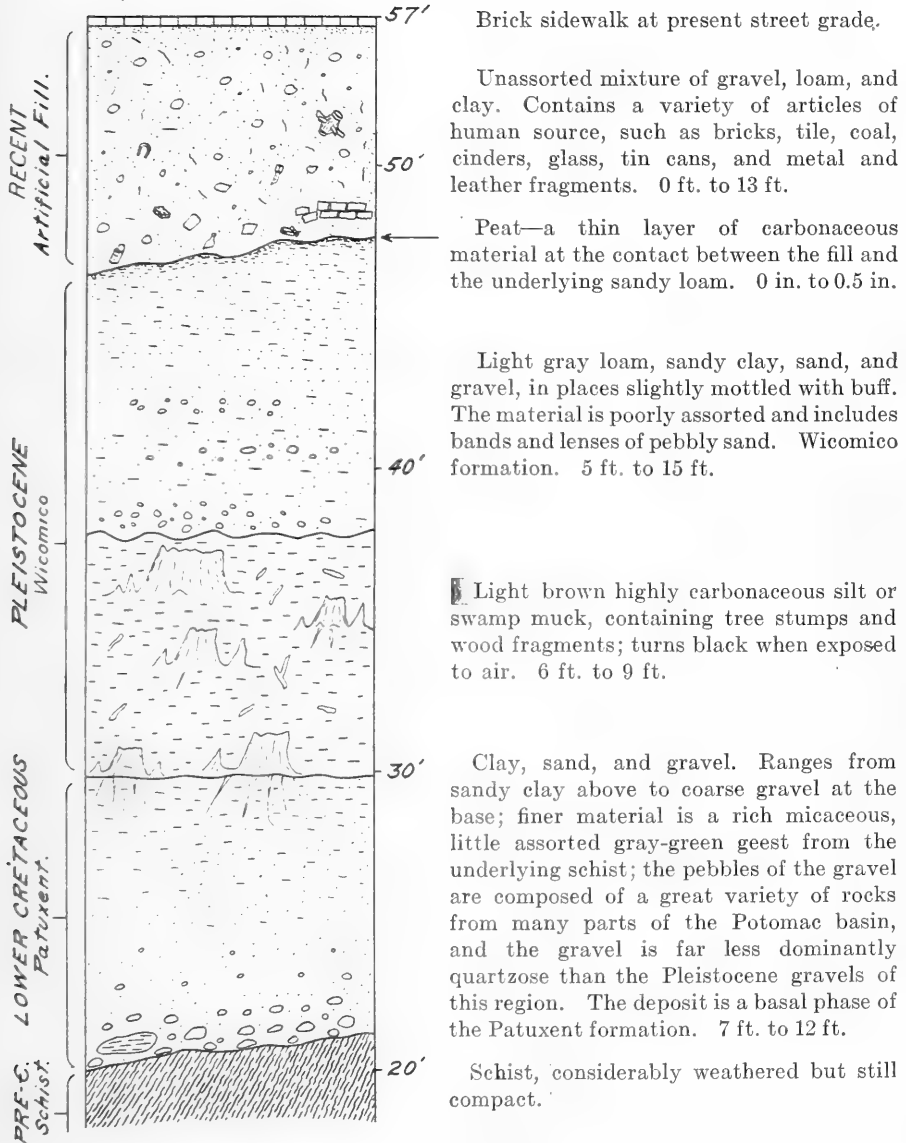 57'
Brick sidewalk at present street grade.
RECENT
Artificial Fill.
Unassorted mixture of gravel, loam, and
clay. Contains a variety of articles of
human source, such as bricks, tile, coal,
cinders, glass, tin cans, and metal and
leather fragments. 0 ft. to 13 ft.
50'
Peat—a thin layer of carbonaceous
material at the contact between the fill and
the underlying sandy loam. 0 in. to 0.5 in.
PLEISTOCENE
Wicomico
Light gray loam, sandy clay, sand, and
gravel, in places slightly mottled with buff.
The material is poorly assorted and includes
bands and lenses of pebbly sand. Wicomico
formation. 5 ft. to 15 ft.
40'
Light brown highly carbonaceous silt or
swamp muck, containing tree stumps and
wood fragments; turns black when exposed
to air. 6 ft. to 9 ft.
30'
LOWER CRETACEOUS
Patuxent.
Clay, sand, and gravel. Ranges from
sandy clay above to coarse gravel at the
base; finer material is a rich micaceous,
little assorted gray-green geest from the
underlying schist; the pebbles of the gravel
are composed of a great variety of rocks
from many parts of the Potomac basin,
and the gravel is far less dominantly
quartzose than the Pleistocene gravels of
this region. The deposit is a basal phase of
the Patuxent formation. 7 ft. to 12 ft.
20'
PRE-Є.
Schist.
Schist, considerably weathered but still
compact.